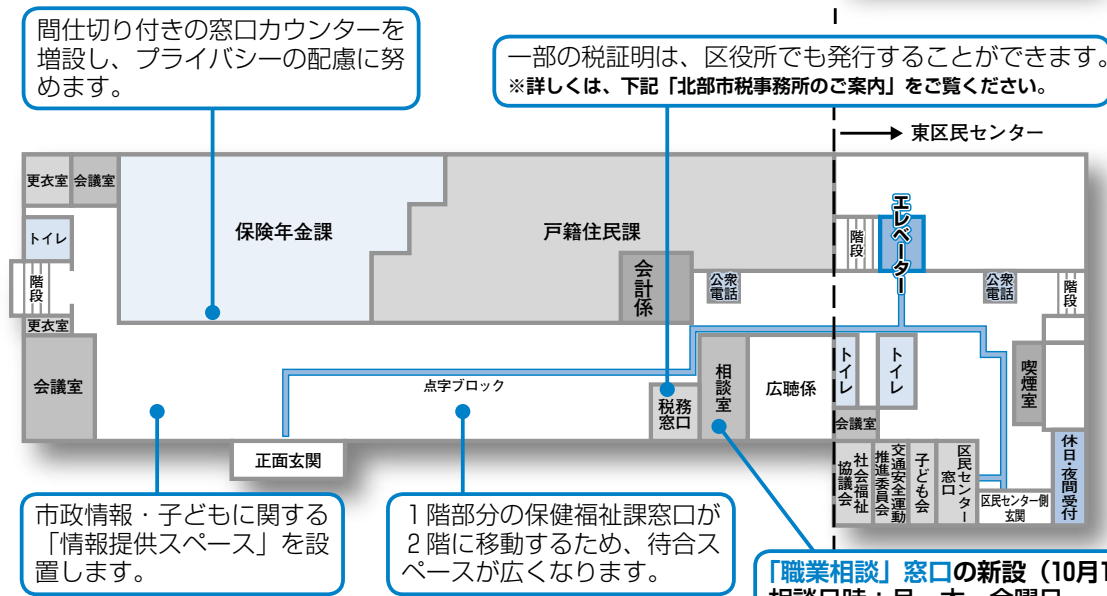 間仕切り付きの窓口カウンターを
増設し、プライバシーの配慮に努
めます。
一部の税証明は、区役所でも発行することができます。
※詳しくは、下記「北部市税事務所のご案内」をご覧ください。
東区民センター
更衣室
会議室
保険年金課
戸籍住民課
階段
エレベーター
トイレ
会計係
公衆
電話
公衆
電話
階段
階段
更衣室
会議室
点字ブロック
税務
窓口
相談室
広聴係
トイレ
トイレ
喫煙室
会議室
正面玄関
社会福祉
協議会
交通安全運動
推進委員会
子ども会
区民センター
窓口
区民センター側
玄関
休日・夜間受付
市政情報・子どもに関する
「情報提供スペース」を設
置します。
1階部分の保健福祉課窓口が
2階に移動するため、待合ス
ペースが広くなります。
「職業相談」窓口の新設（10月1